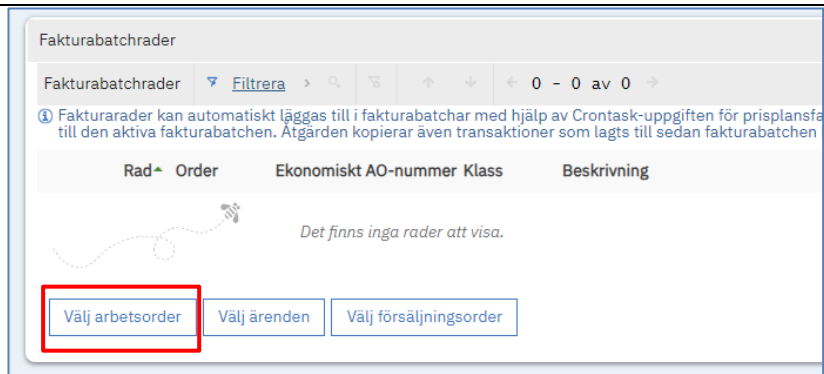 Fakturabatchrader
Fakturabatchrader Filtrera 0 - 0 av 0
Fakturarader kan automatiskt läggas till i fakturabatchar med hjälp av Crontask-uppgiften för prisplansfa
till den aktiva fakturabatchen. Åtgärden kopierar även transaktioner som lagts till sedan fakturabatchen
Rad Order Ekonomiskt AO-nummer Klass Beskrivning
Det finns inga rader att visa.
Välj arbetsorder Välj ärenden Välj försäljningsorder